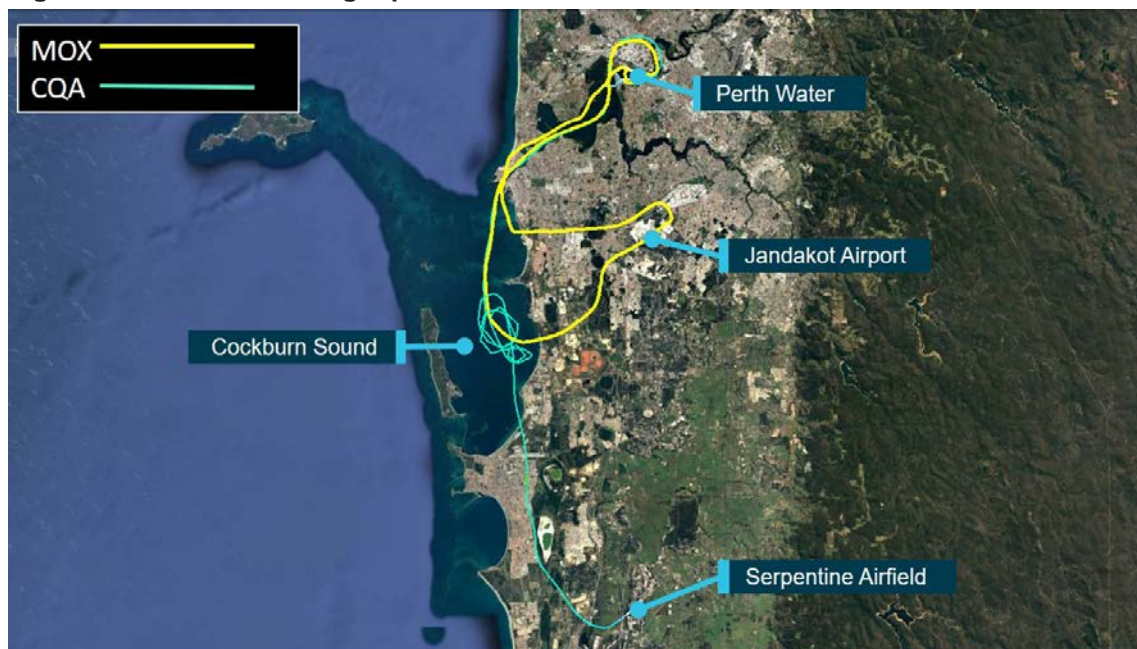 MOX
CQA
Perth Water
Jandakot Airport
Cockburn Sound
Serpentine Airfield